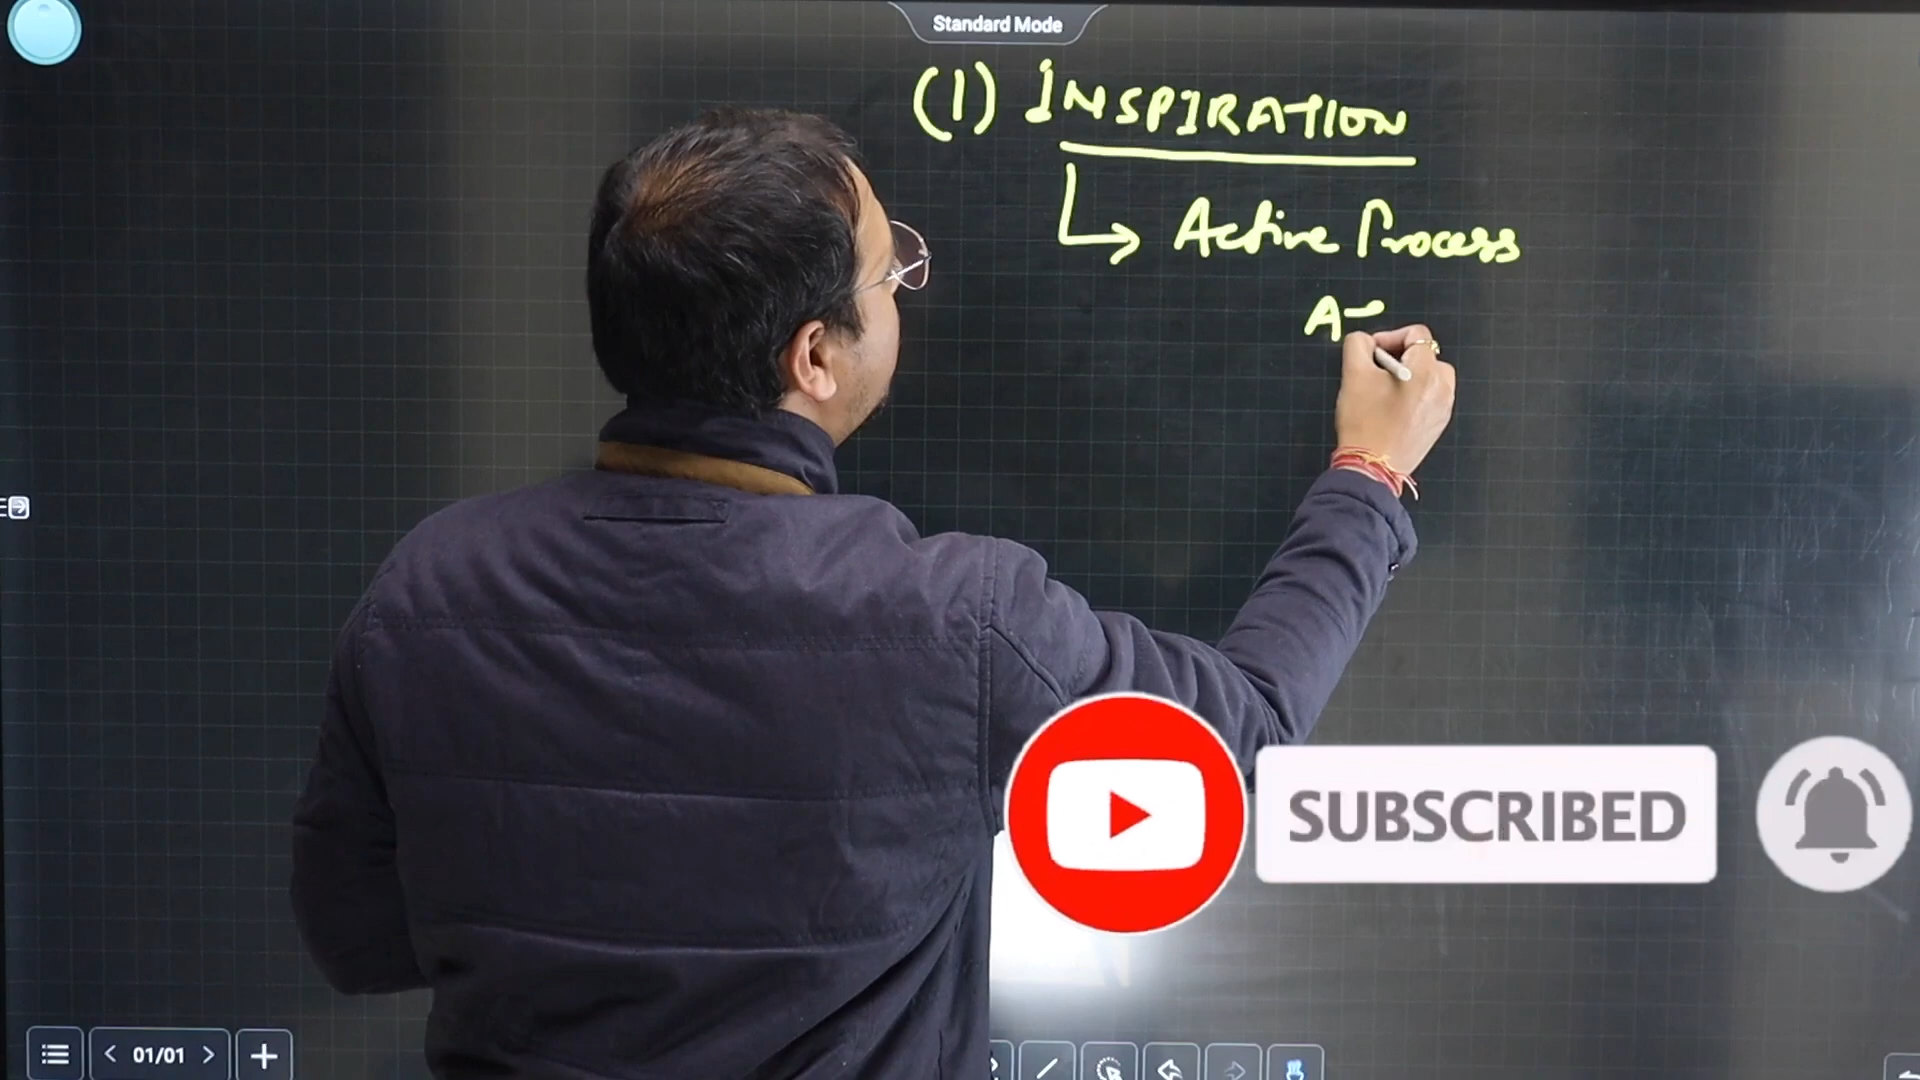 Standard Mode
(1) INSPIRATION
Active Process
SUBSCRIBED
01/01